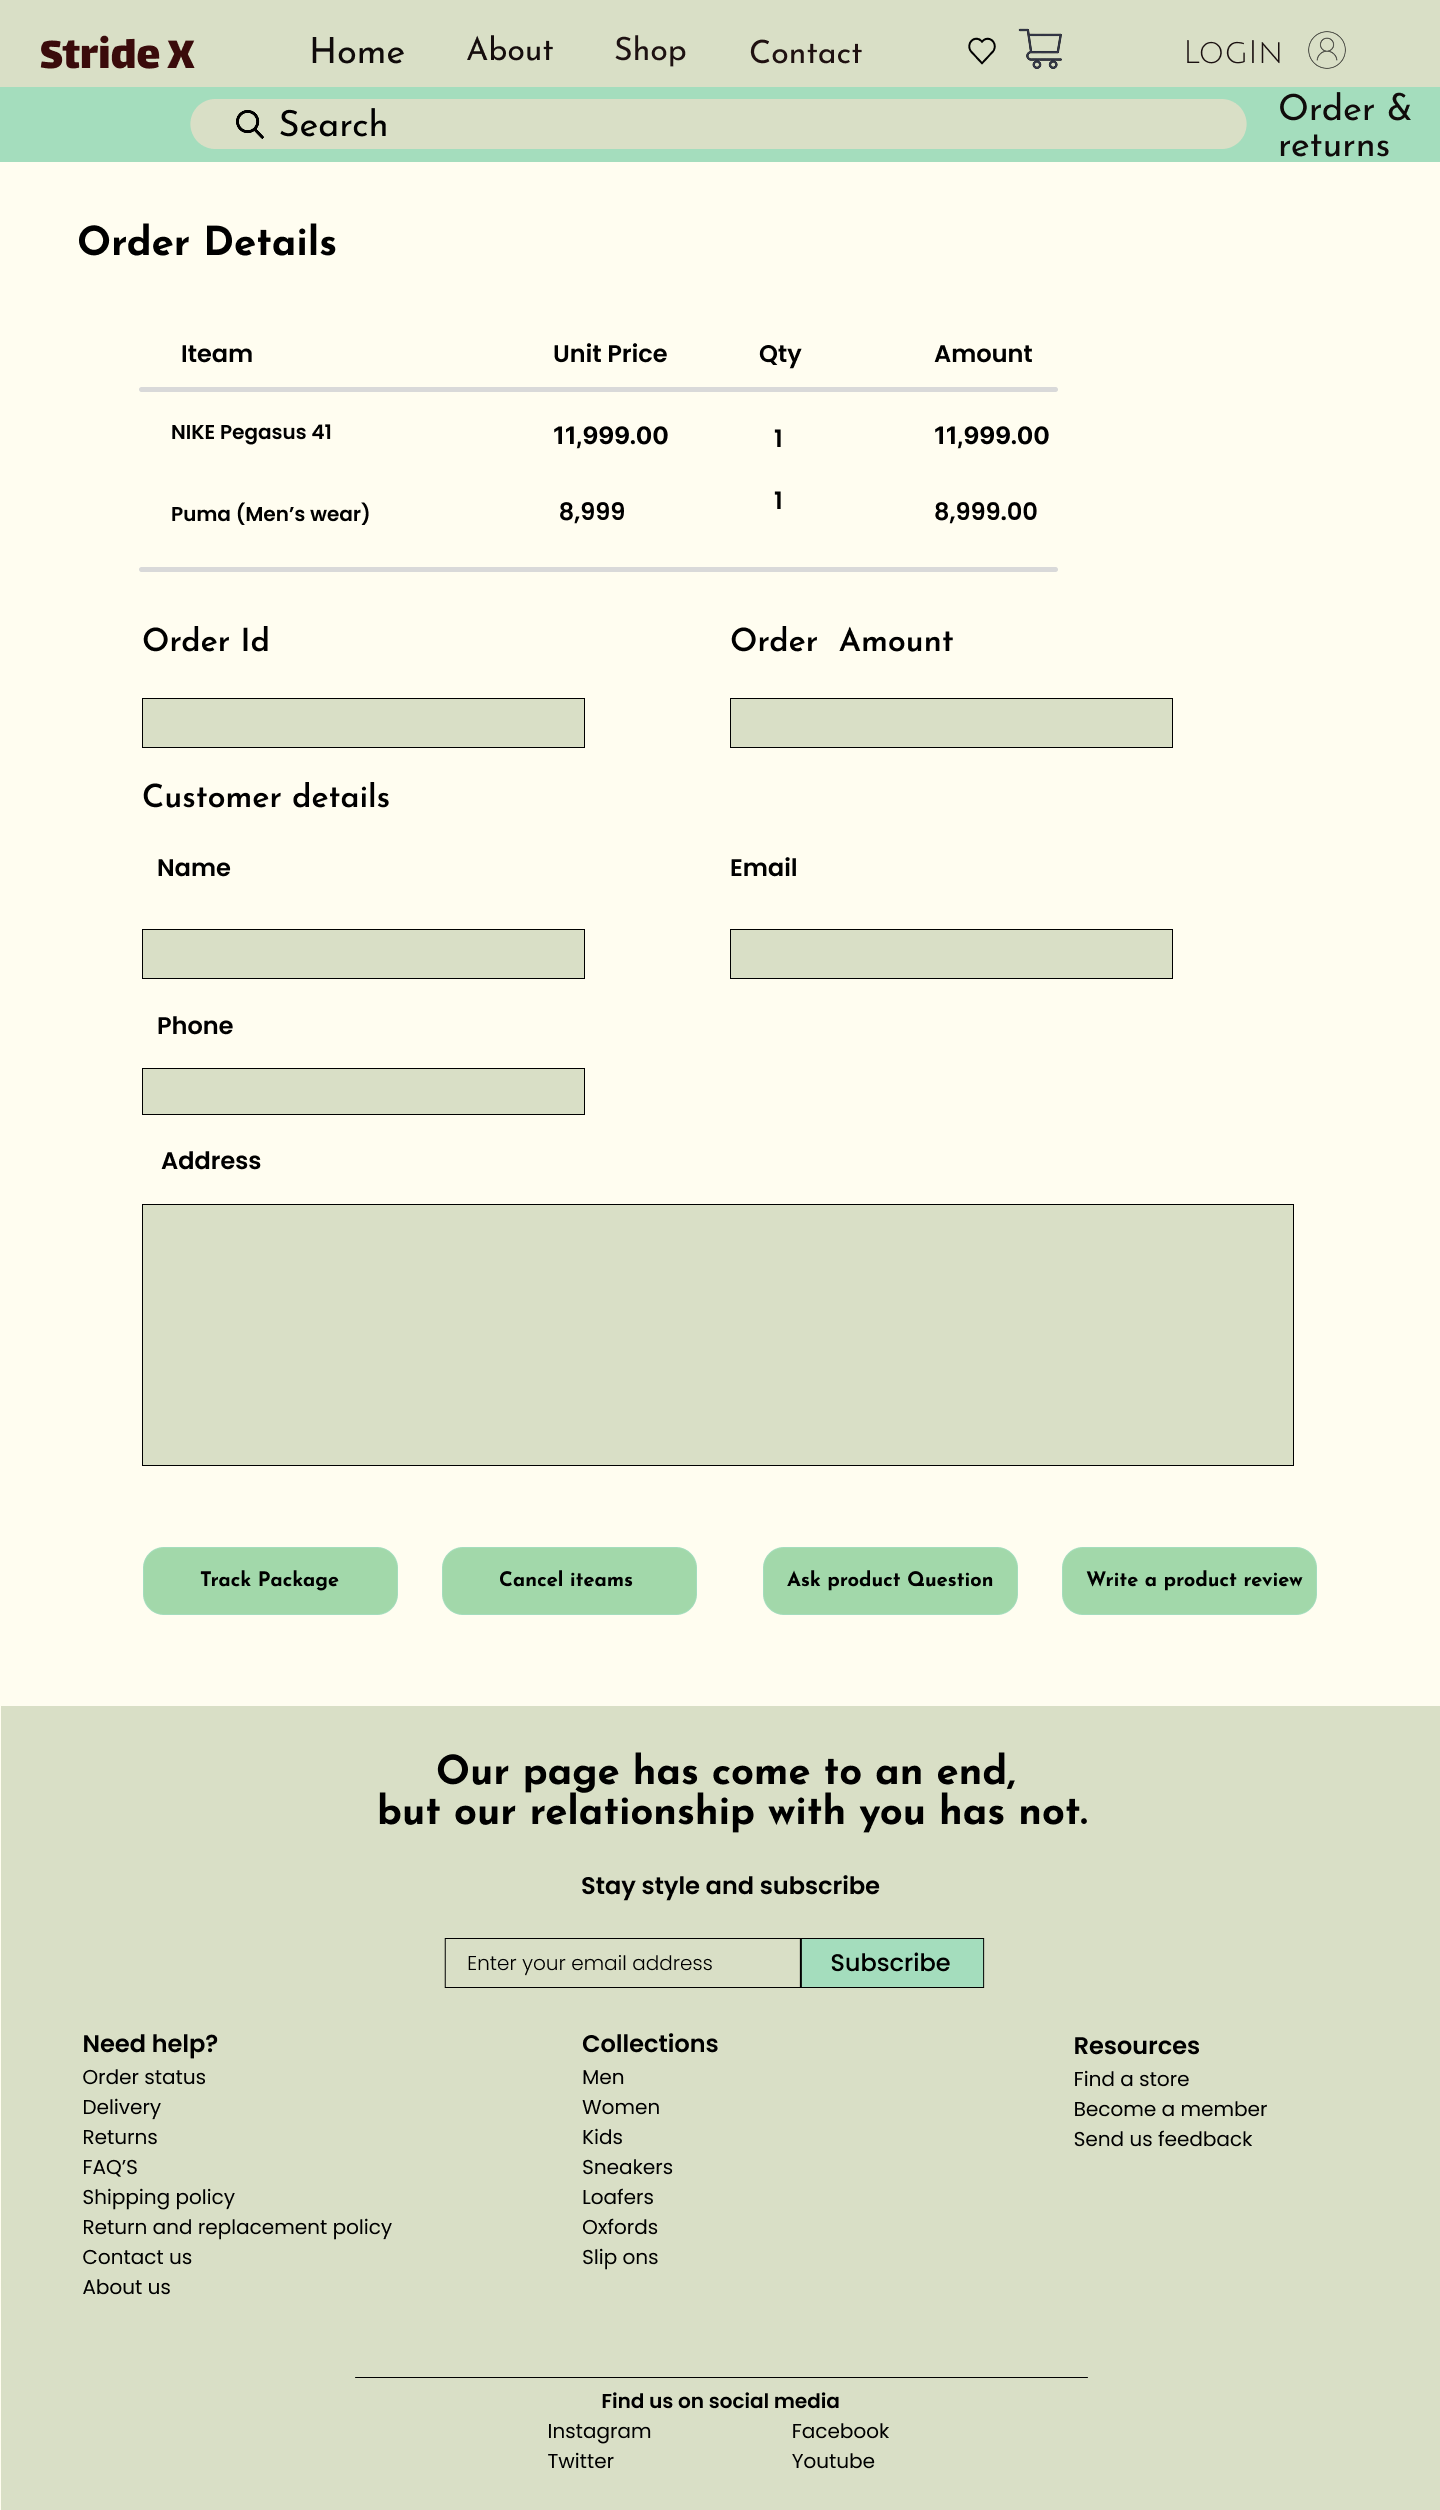 Stride X Home About Shop Contact LOGIN
Search
Order &
returns
Order Details
Iteam Unit Price Qty Amount
NIKE Pegasus 41 11,999.00 1 11,999.00
Puma (Men’s wear) 8,999 1 8,999.00
Order Id Order Amount
Customer details
Name Email
Phone
Address
Track Package Cancel iteams Ask product Question Write a product review
Our page has come to an end,
but our relationship with you has not.
Stay style and subscribe
Enter your email address Subscribe
Need help?
Order status
Delivery
Returns
FAQ’S
Shipping policy
Return and replacement policy
Contact us
About us
Collections
Men
Women
Kids
Sneakers
Loafers
Oxfords
Slip ons
Resources
Find a store
Become a member
Send us feedback
Find us on social media
Instagram Facebook
Twitter Youtube